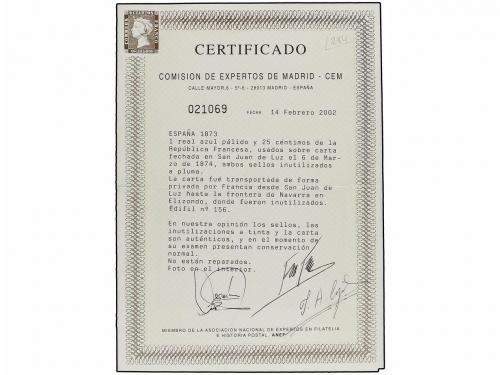 L284
CERTIFICADO
COMISION DE EXPERTOS DE MADRID - CEM
CALLE MAYOR,6 - 5º-6 - 28013 MADRID - ESPAÑA
021069 FECHA 14 Febrero 2002
ESPAÑA 1873
1 real azul pálido y 25 céntimos de la
República Francesa, usados sobre carta
fechada en San Juan de Luz el 6 de Mar-
zo de 1874, ambos sellos inutilizados
a pluma.
La carta fué transportada de forma
privado por Francia desde San Juan de
Luz hasta la frontera de Navarra en
Elizondo, donde fueron inutilizados.
Edifil nº 156.
En nuestra opinión los sellos, las
inutilizaciones a tinta y la carta
son auténticos, y en el momento de
su examen presentan conservación
normal.
No están reparados.
Foto en el interior.
MIEMBRO DE LA ASOCIACION NACIONAL DE EXPERTOS EN FILATELIA
E HISTORIA POSTAL, ANEF